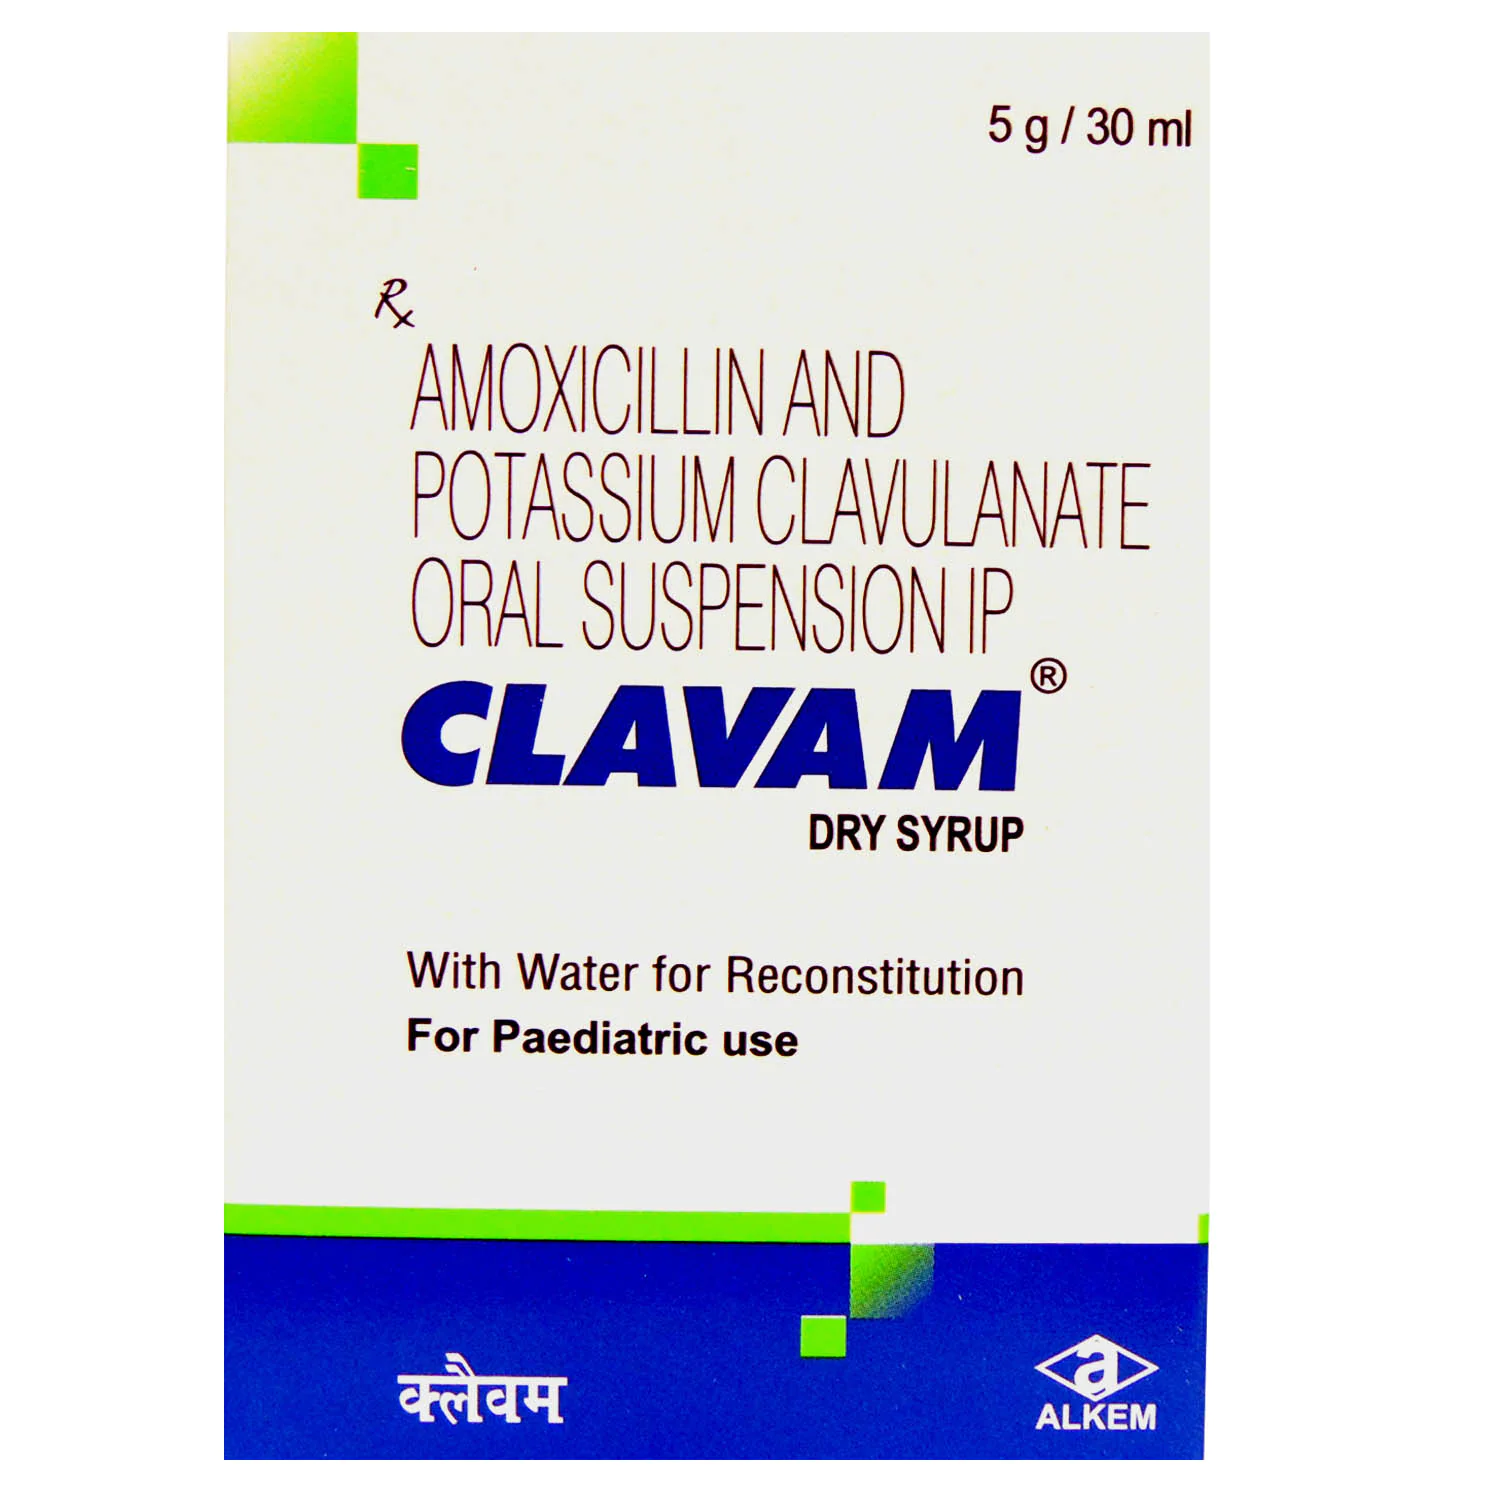 5 g / 30 ml
Rx
AMOXICILLIN AND
POTASSIUM CLAVULANATE
ORAL SUSPENSION IP
CLAVAM®
DRY SYRUP
With Water for Reconstitution
For Paediatric use
क्लैवम
a
ALKEM